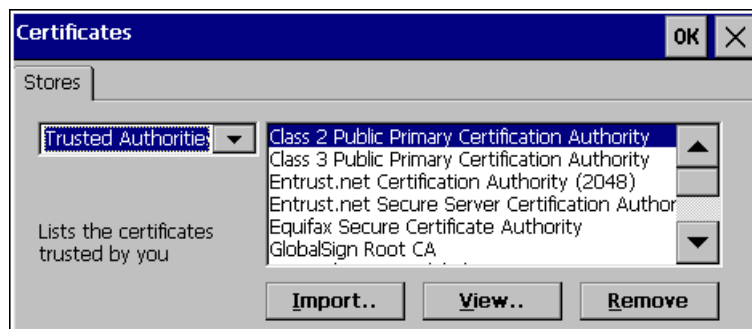 Certificates
OK
Stores
Trusted Authorities
Class 2 Public Primary Certification Authority
Class 3 Public Primary Certification Authority
Entrust.net Certification Authority (2048)
Entrust.net Secure Server Certification Author
Equifax Secure Certificate Authority
GlobalSign Root CA
Lists the certificates
trusted by you
Import..
View..
Remove